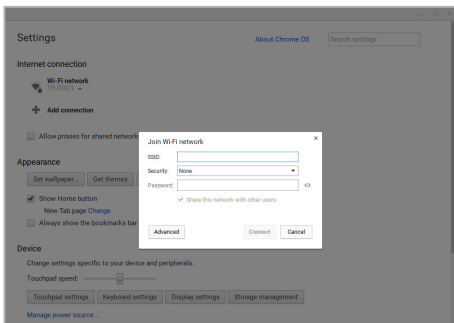 Settings
About Chrome OS
Search settings
Internet connection
Wi-Fi network
TP-DOC1
Add connection
Allow proxies for shared network
Join Wi-Fi network
SSID:
Security: None
Password:
Share this network with other users
Advanced Connect Cancel
Appearance
Set wallpaper... Get themes
Show Home button
New Tab page Change
Always show the bookmarks bar
Device
Change settings specific to your device and peripherals.
Touchpad speed:
Touchpad settings Keyboard settings Display settings Storage management
Manage power source...